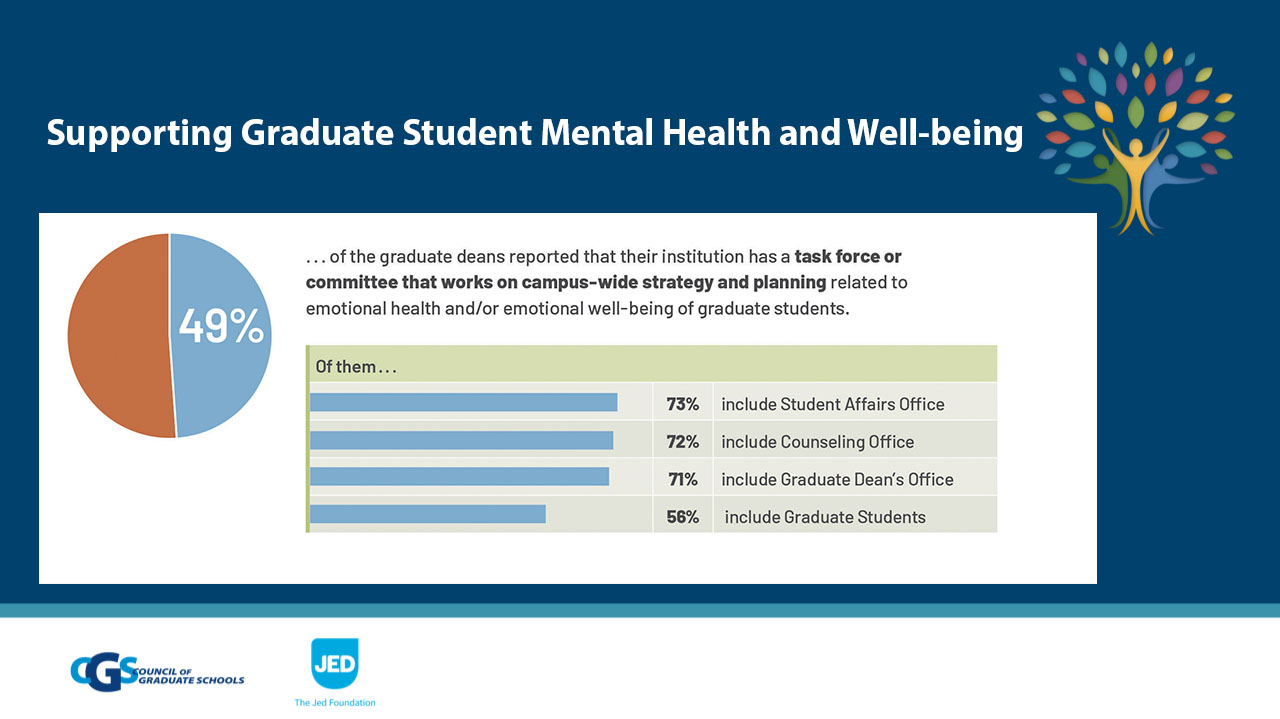 Supporting Graduate Student Mental Health and Well-being
49%
. . . of the graduate deans reported that their institution has a task force or
committee that works on campus-wide strategy and planning related to
emotional health and/or emotional well-being of graduate students.
Of them . . .
73% include Student Affairs Office
72% include Counseling Office
71% include Graduate Dean’s Office
56% include Graduate Students
CGS COUNCIL OF
GRADUATE SCHOOLS
JED
The Jed Foundation